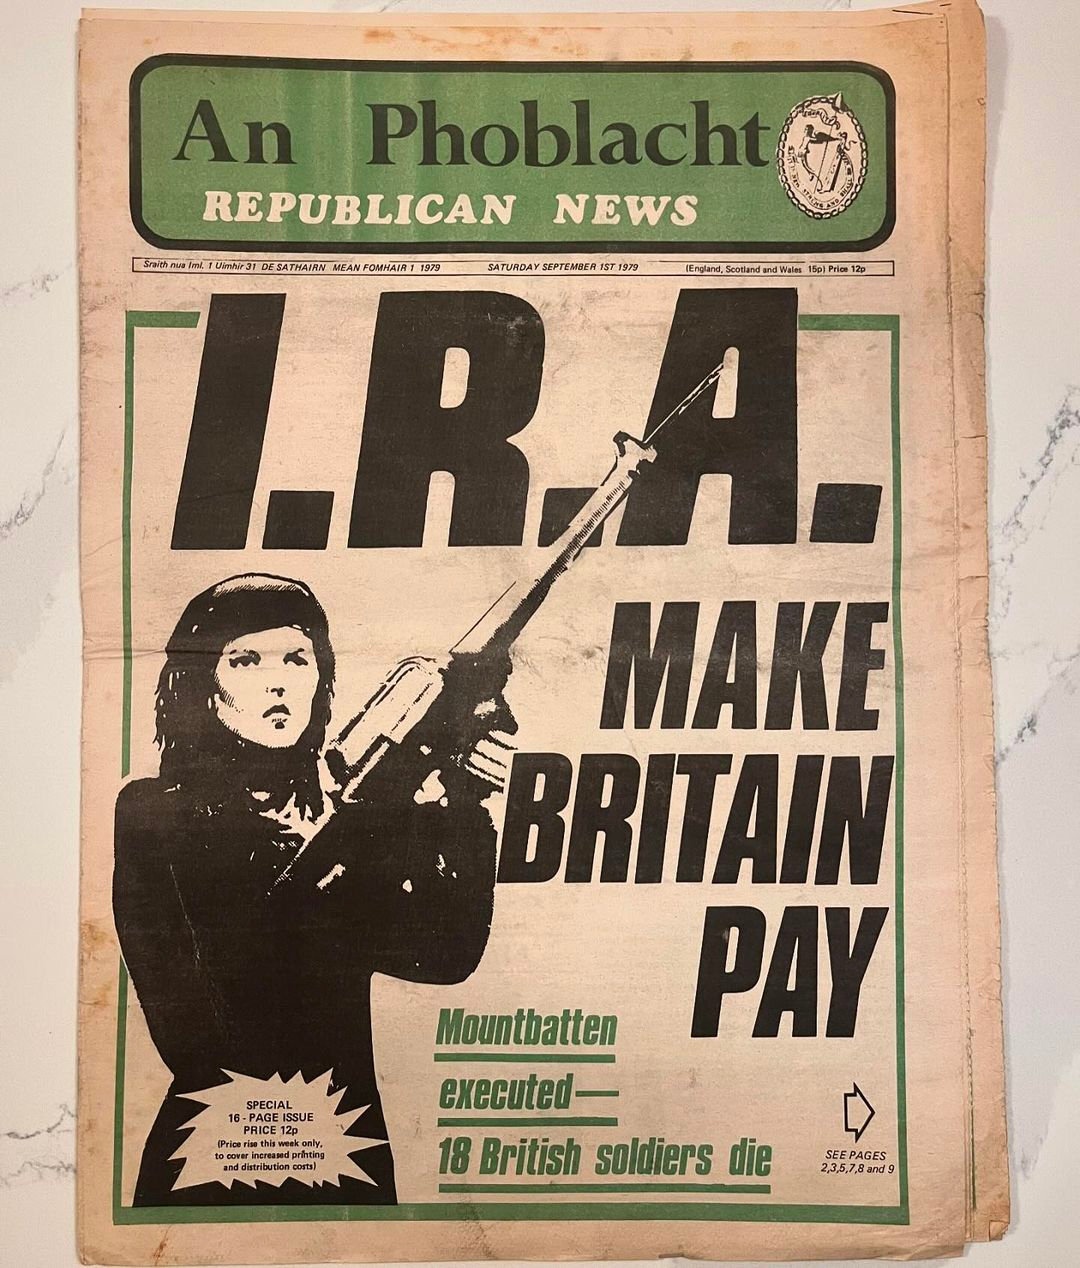 An Phoblacht
REPUBLICAN NEWS
Sraith nua Iml. 1 Uimhir 31 DE SATHAIRN MEAN FOMHAIR 1 1979 SATURDAY SEPTEMBER 1ST 1979 (England, Scotland and Wales 15p) Price 12p
I.R.A.
MAKE
BRITAIN
PAY
Mountbatten
executed—
18 British soldiers die
SPECIAL
16 - PAGE ISSUE
PRICE 12p
(Price rise this week only,
to cover increased printing
and distribution costs)
SEE PAGES
2,3,5,7,8 and 9